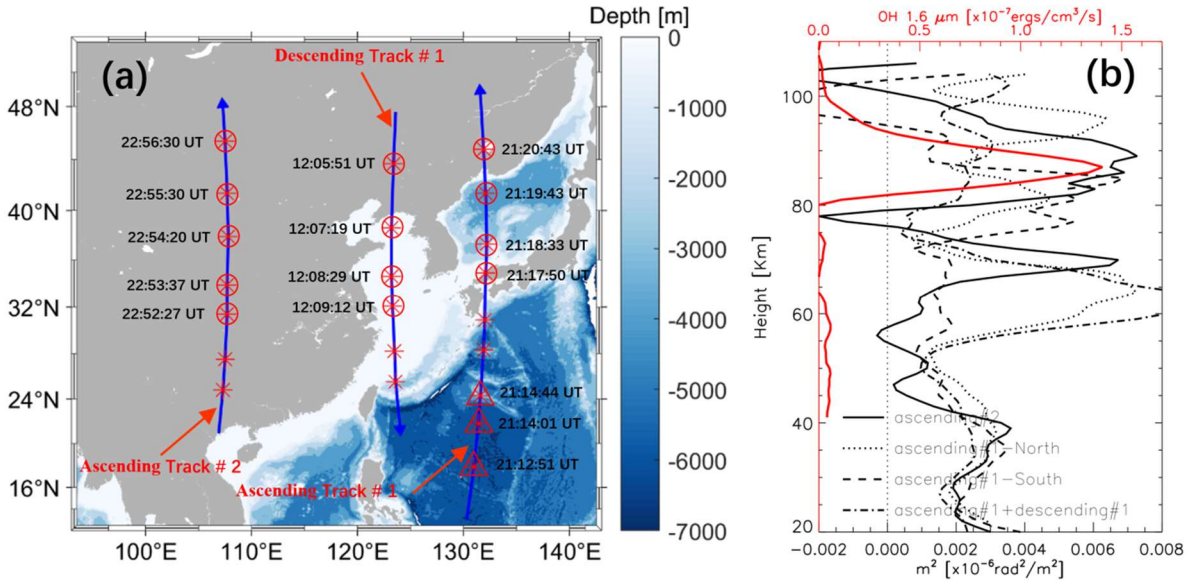 Depth [m]
(a)
Descending Track # 1
48°N
40°N
32°N
24°N
16°N
22:56:30 UT
22:55:30 UT
22:54:20 UT
22:53:37 UT
22:52:27 UT
12:05:51 UT
12:07:19 UT
12:08:29 UT
12:09:12 UT
21:20:43 UT
21:19:43 UT
21:18:33 UT
21:17:50 UT
21:14:44 UT
21:14:01 UT
21:12:51 UT
Ascending Track # 2
Ascending Track # 1
100°E
110°E
120°E
130°E
140°E
0
-1000
-2000
-3000
-4000
-5000
-6000
-7000
OH 1.6 μm [x10⁻⁷ergs/cm³/s]
0.0 0.5 1.0 1.5
(b)
Height [Km]
100
80
60
40
20
ascending#2
ascending#1−North
ascending#1−South
ascending#1+descending#1
−0.002 0.000 0.002 0.004 0.006 0.008
m² [x10⁻⁶rad²/m²]